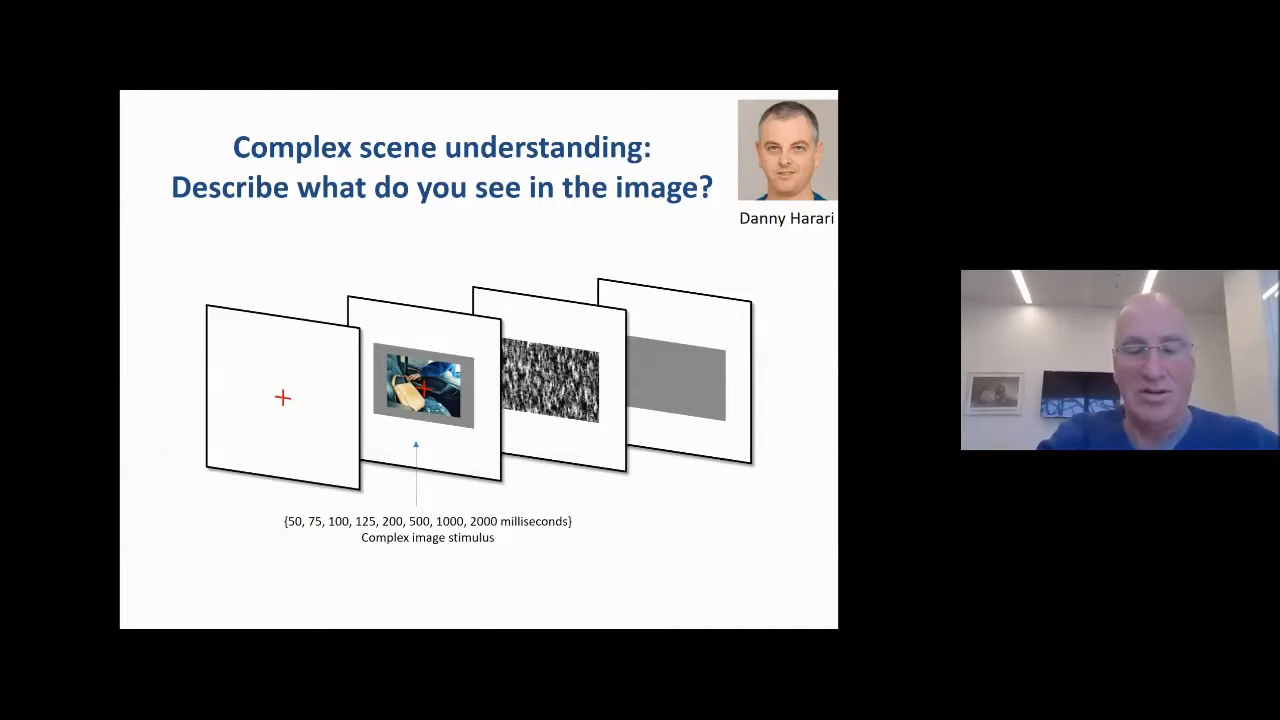 Complex scene understanding:
Describe what do you see in the image?
Danny Harari
{50, 75, 100, 125, 200, 500, 1000, 2000 milliseconds}
Complex image stimulus